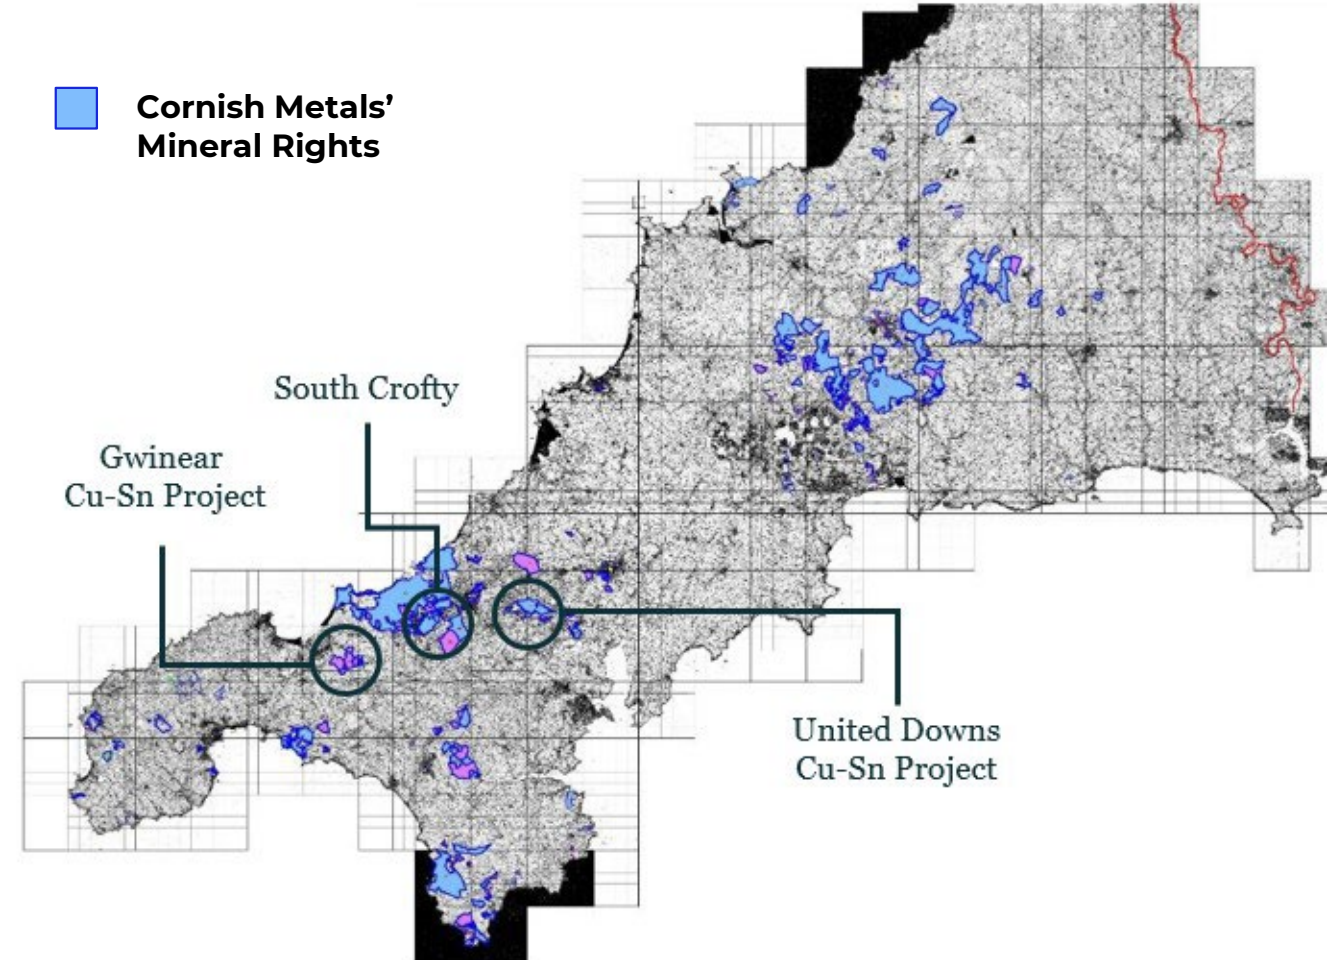 Cornish Metals’
Mineral Rights
South Crofty
Gwinear
Cu-Sn Project
United Downs
Cu-Sn Project